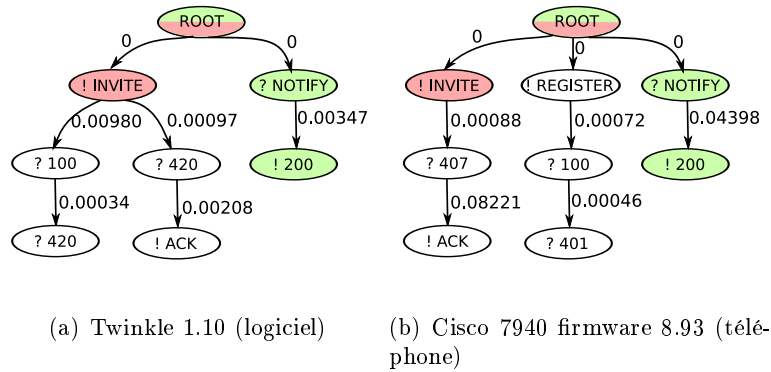 ROOT
0
0
! INVITE
? NOTIFY
0.00980
0.00097
0.00347
? 100
? 420
! 200
0.00034
0.00208
? 420
! ACK
(a) Twinkle 1.10 (logiciel)
ROOT
0
0
0
! INVITE
! REGISTER
? NOTIFY
0.00088
0.00072
0.04398
? 407
? 100
! 200
0.08221
0.00046
! ACK
? 401
(b) Cisco 7940 firmware 8.93 (télé-
phone)